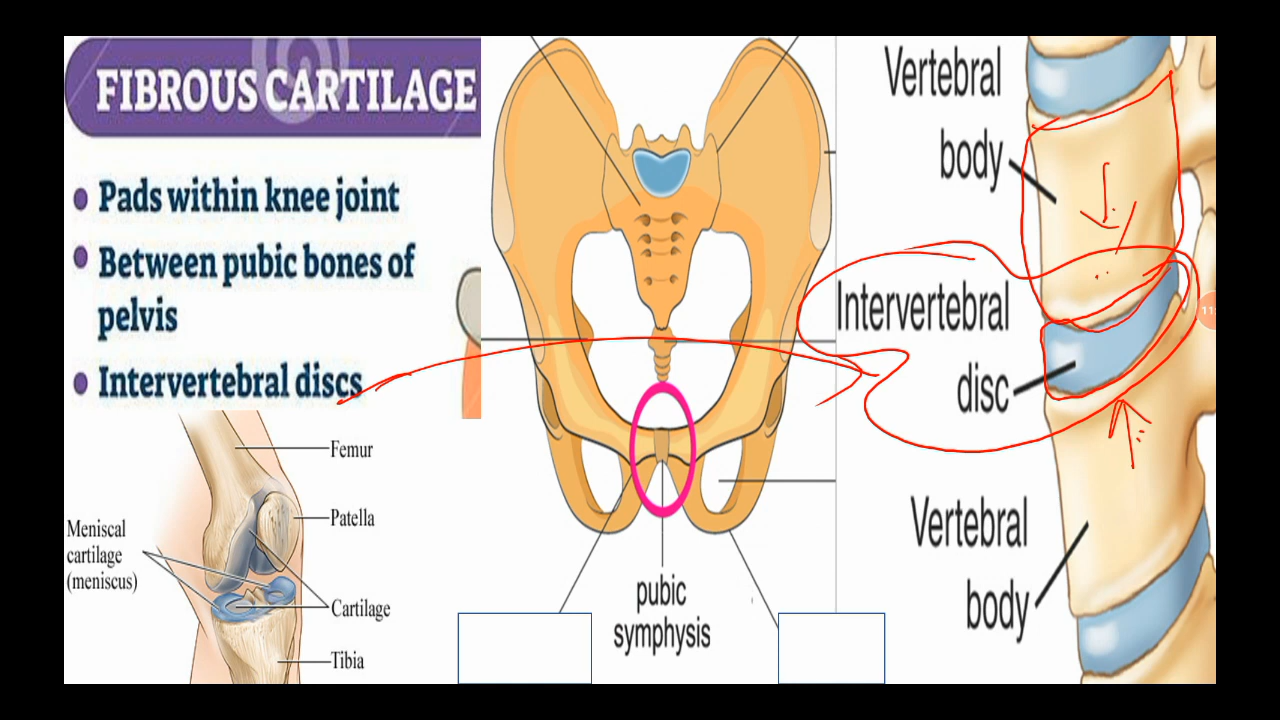 FIBROUS CARTILAGE
Pads within knee joint
Between pubic bones of
pelvis
Intervertebral discs
Femur
Patella
Meniscal
cartilage
(meniscus)
Cartilage
Tibia
pubic
symphysis
Vertebral
body
Intervertebral
disc
Vertebral
body